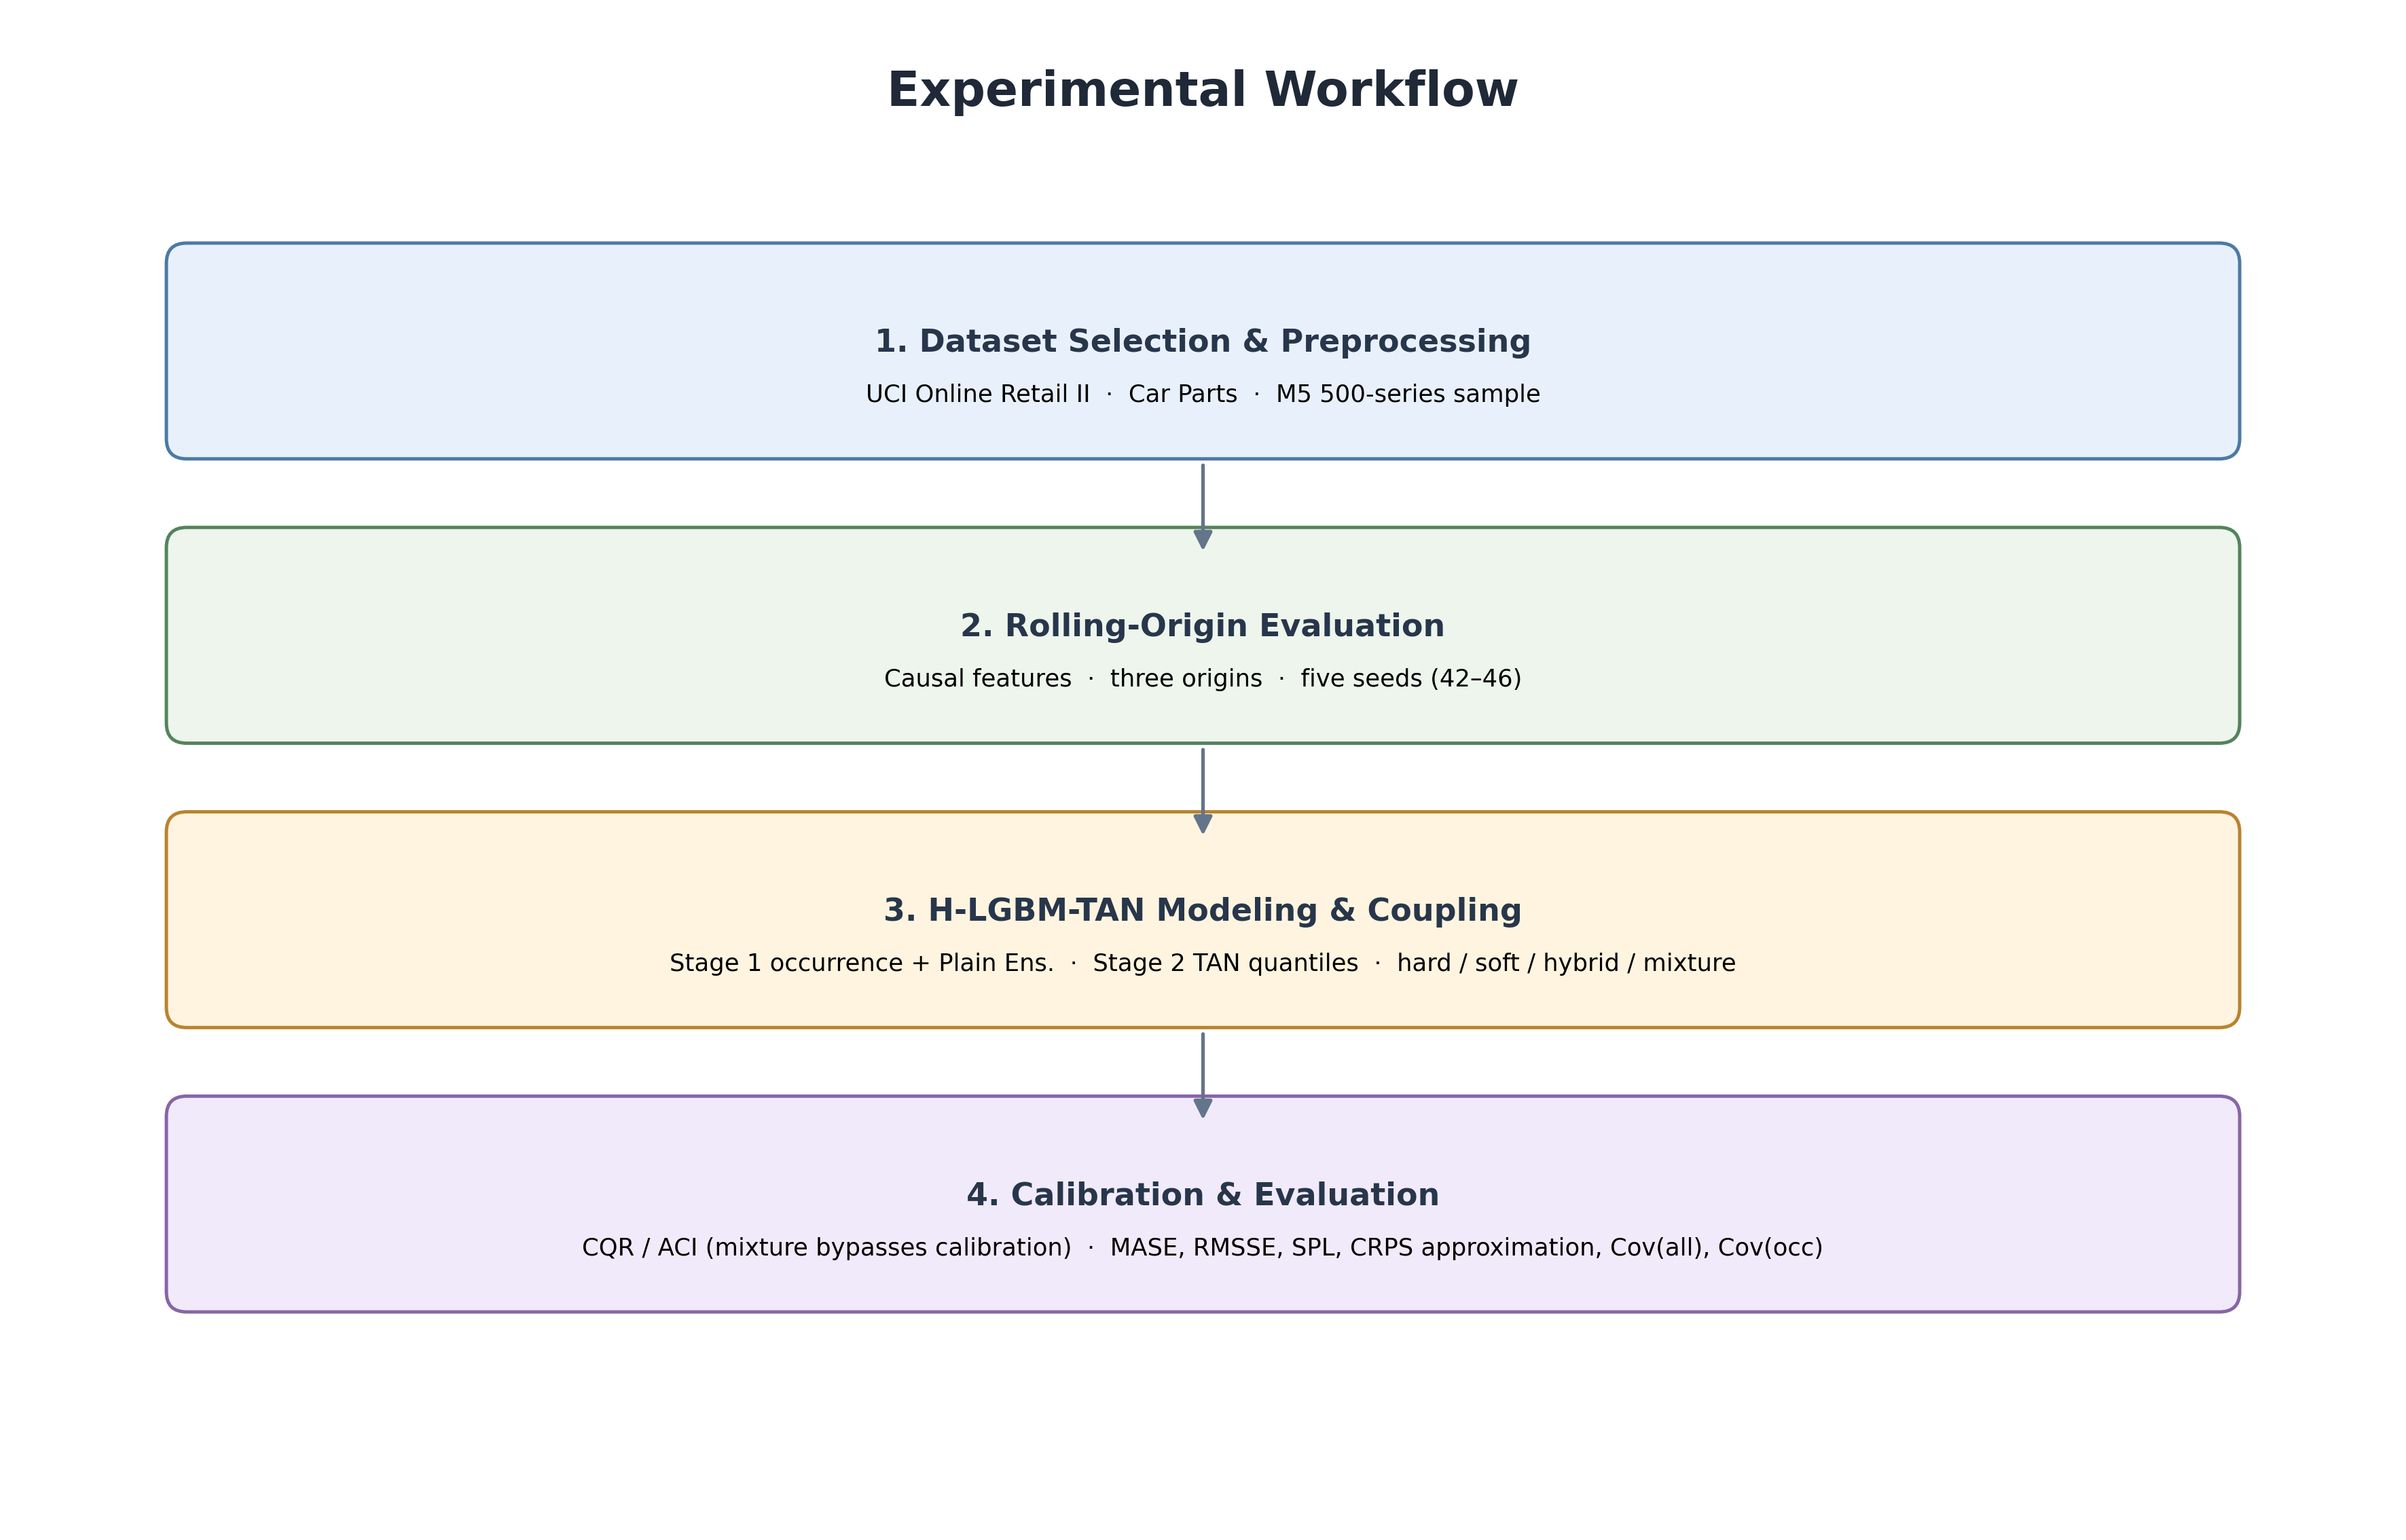 Experimental Workflow
1. Dataset Selection & Preprocessing
UCI Online Retail II · Car Parts · M5 500-series sample
2. Rolling-Origin Evaluation
Causal features · three origins · five seeds (42–46)
3. H-LGBM-TAN Modeling & Coupling
Stage 1 occurrence + Plain Ens. · Stage 2 TAN quantiles · hard / soft / hybrid / mixture
4. Calibration & Evaluation
CQR / ACI (mixture bypasses calibration) · MASE, RMSSE, SPL, CRPS approximation, Cov(all), Cov(occ)